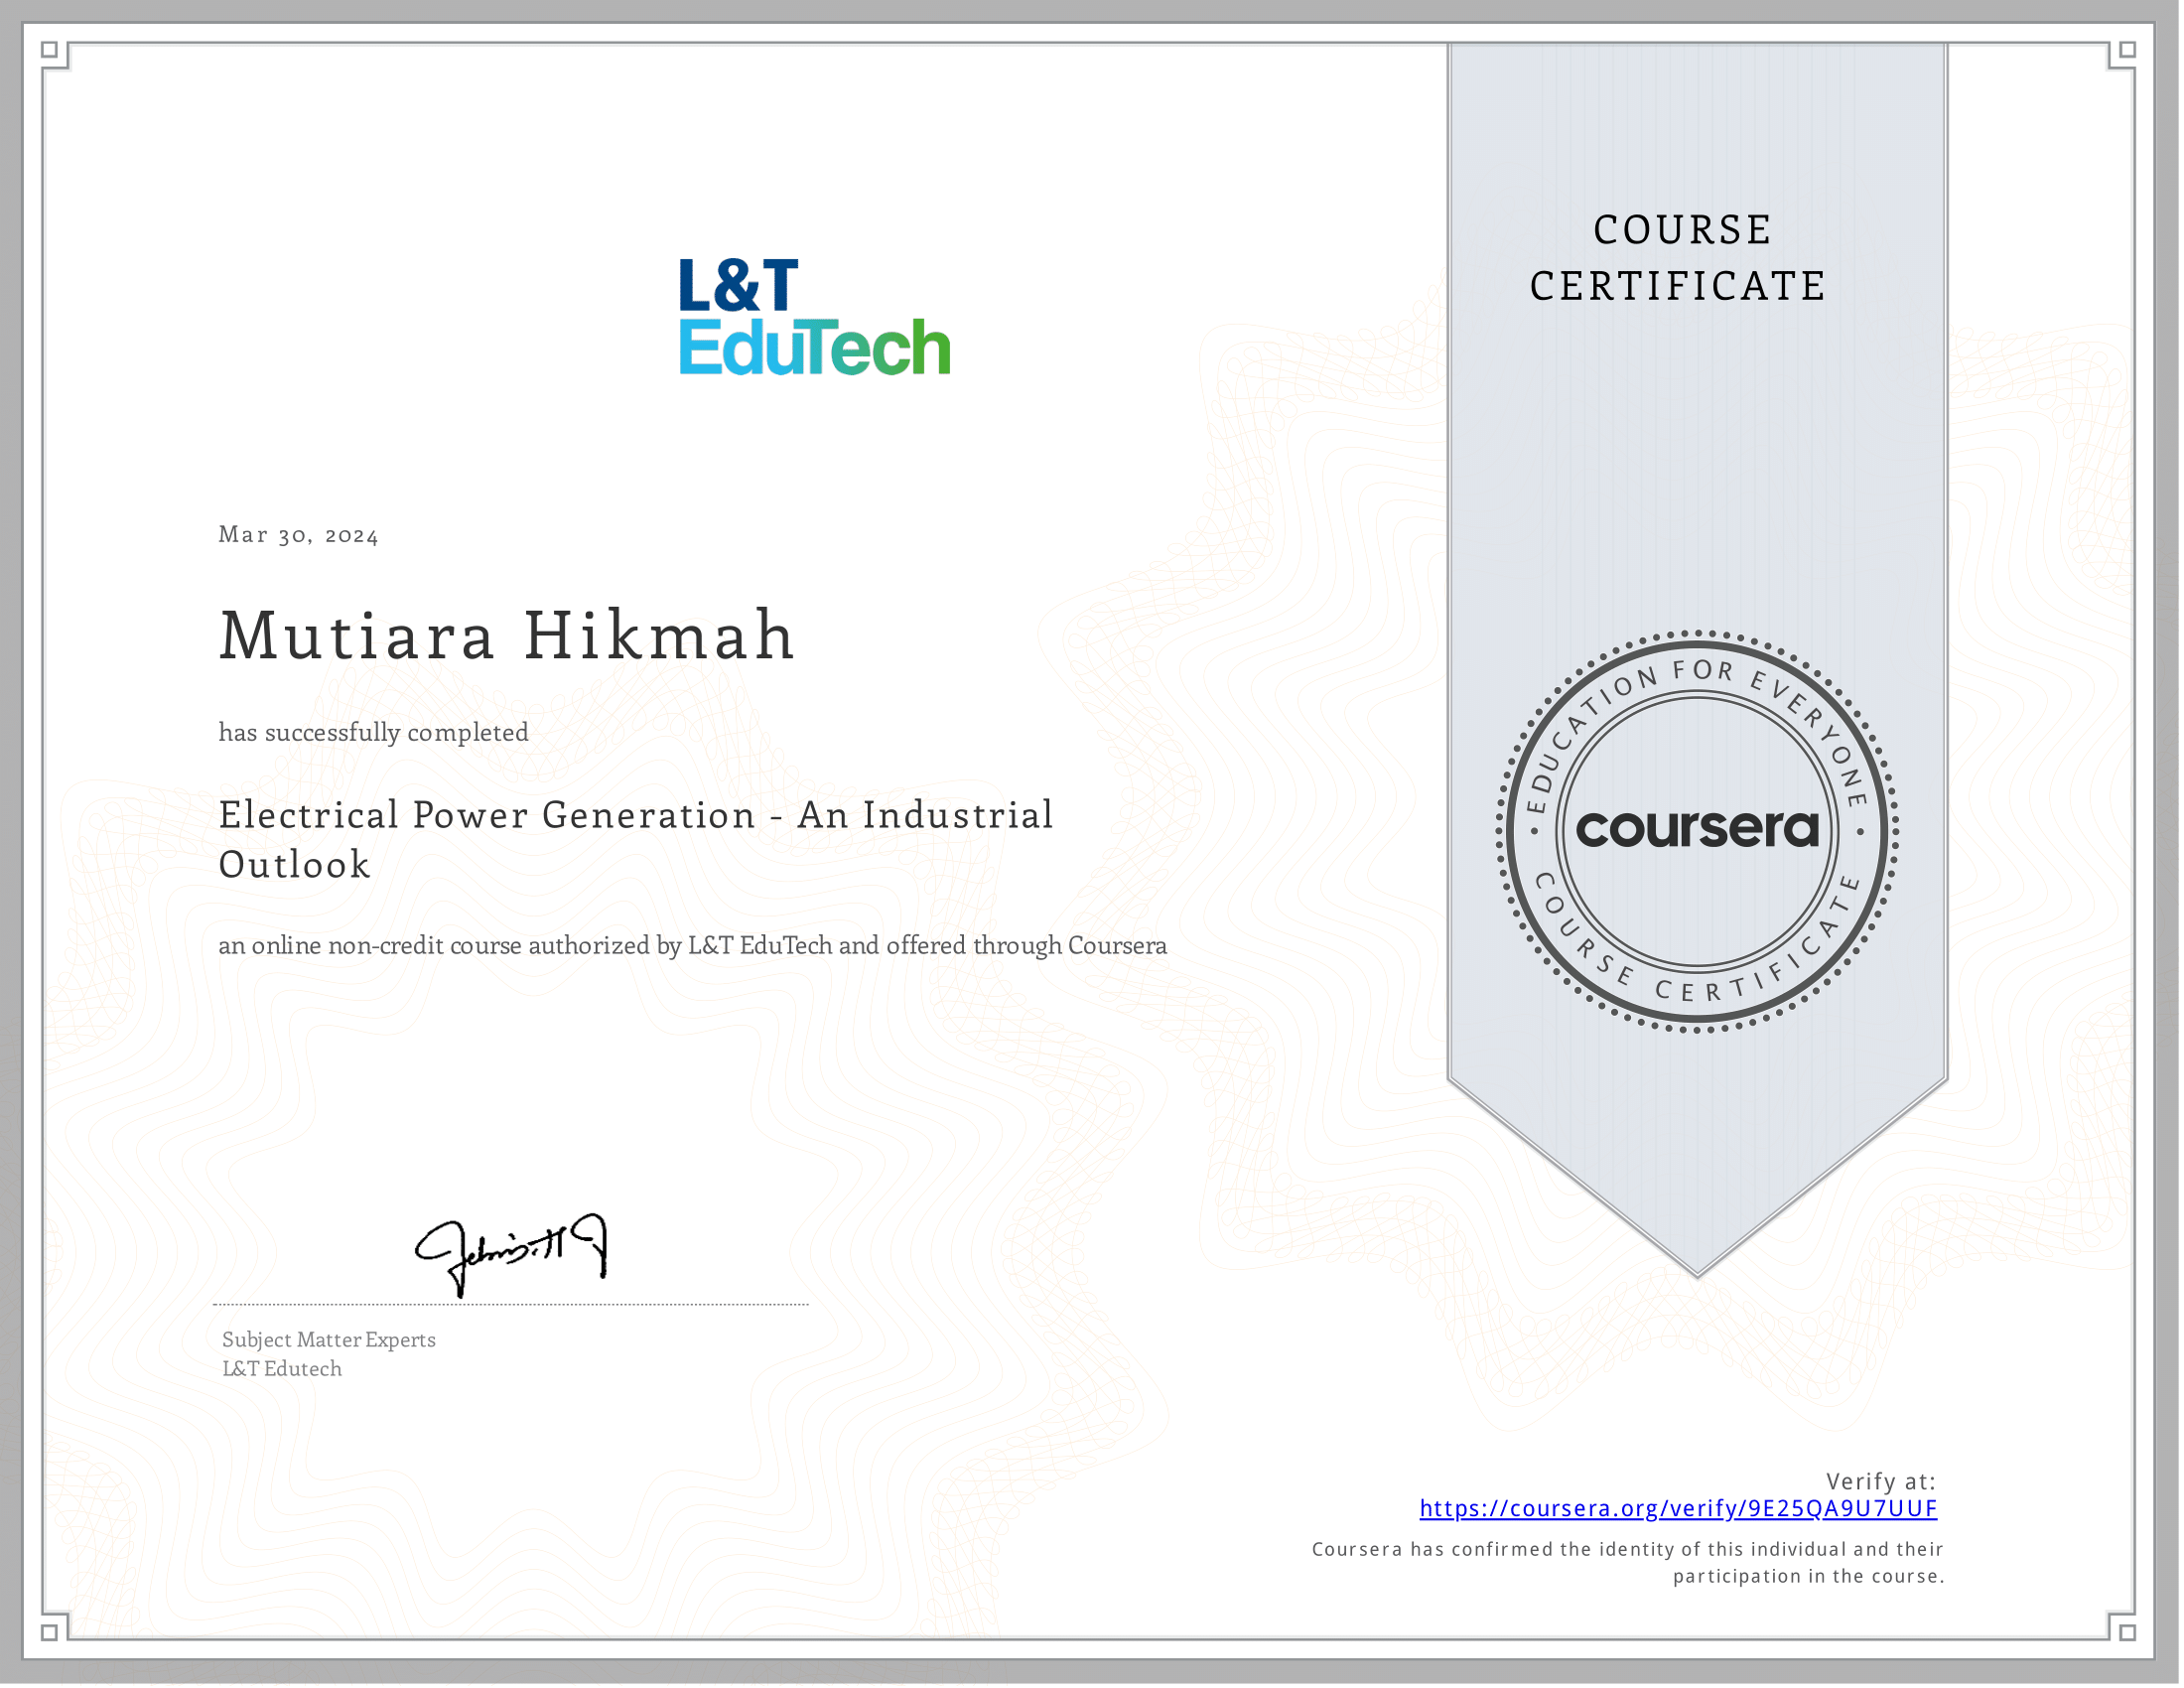 L&T
EduTech
COURSE
CERTIFICATE
Mar 30, 2024
Mutiara Hikmah
has successfully completed
Electrical Power Generation - An Industrial
Outlook
an online non-credit course authorized by L&T EduTech and offered through Coursera
EDUCATION FOR EVERYONE
coursera
COURSE CERTIFICATE
Subject Matter Experts
L&T Edutech
Verify at:
https://coursera.org/verify/9E25QA9U7UUF
Coursera has confirmed the identity of this individual and their
participation in the course.